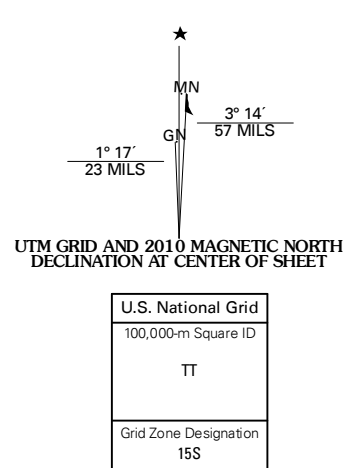 ★
MN
GN
3° 14´
57 MILS
1° 17´
23 MILS
UTM GRID AND 2010 MAGNETIC NORTH
DECLINATION AT CENTER OF SHEET
U.S. National Grid
100,000-m Square ID
TT
Grid Zone Designation
15S